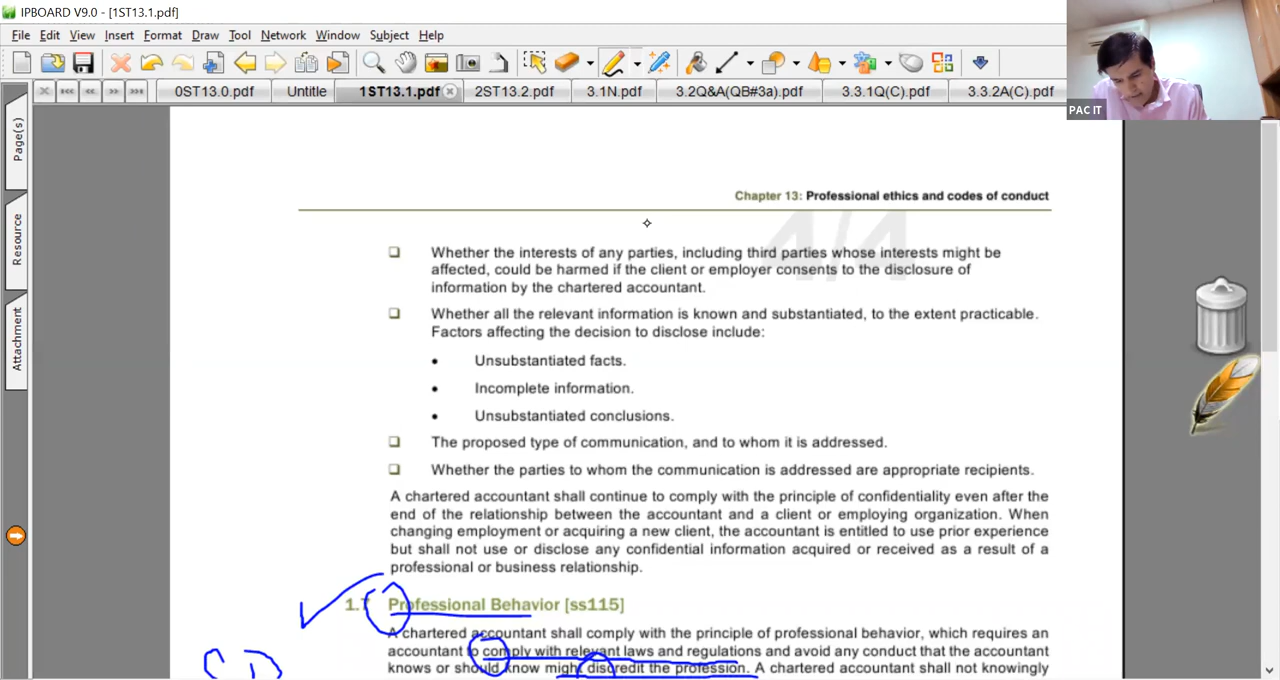 IPBOARD V9.0 - [1ST13.1.pdf]
File Edit View Insert Format Draw Tool Network Window Subject Help
0ST13.0.pdf Untitle 1ST13.1.pdf 2ST13.2.pdf 3.1N.pdf 3.2Q&A(QB#3a).pdf 3.3.1Q(C).pdf 3.3.2A(C).pdf
PAC IT
Page(s)
Resource
Attachment
Chapter 13: Professional ethics and codes of conduct
4/4
Whether the interests of any parties, including third parties whose interests might be
affected, could be harmed if the client or employer consents to the disclosure of
information by the chartered accountant.
Whether all the relevant information is known and substantiated, to the extent practicable.
Factors affecting the decision to disclose include:
• Unsubstantiated facts.
• Incomplete information.
• Unsubstantiated conclusions.
The proposed type of communication, and to whom it is addressed.
Whether the parties to whom the communication is addressed are appropriate recipients.
A chartered accountant shall continue to comply with the principle of confidentiality even after the
end of the relationship between the accountant and a client or employing organization. When
changing employment or acquiring a new client, the accountant is entitled to use prior experience
but shall not use or disclose any confidential information acquired or received as a result of a
professional or business relationship.
1.7 Professional Behavior [ss115]
A chartered accountant shall comply with the principle of professional behavior, which requires an
accountant to comply with relevant laws and regulations and avoid any conduct that the accountant
knows or should know might discredit the profession. A chartered accountant shall not knowingly